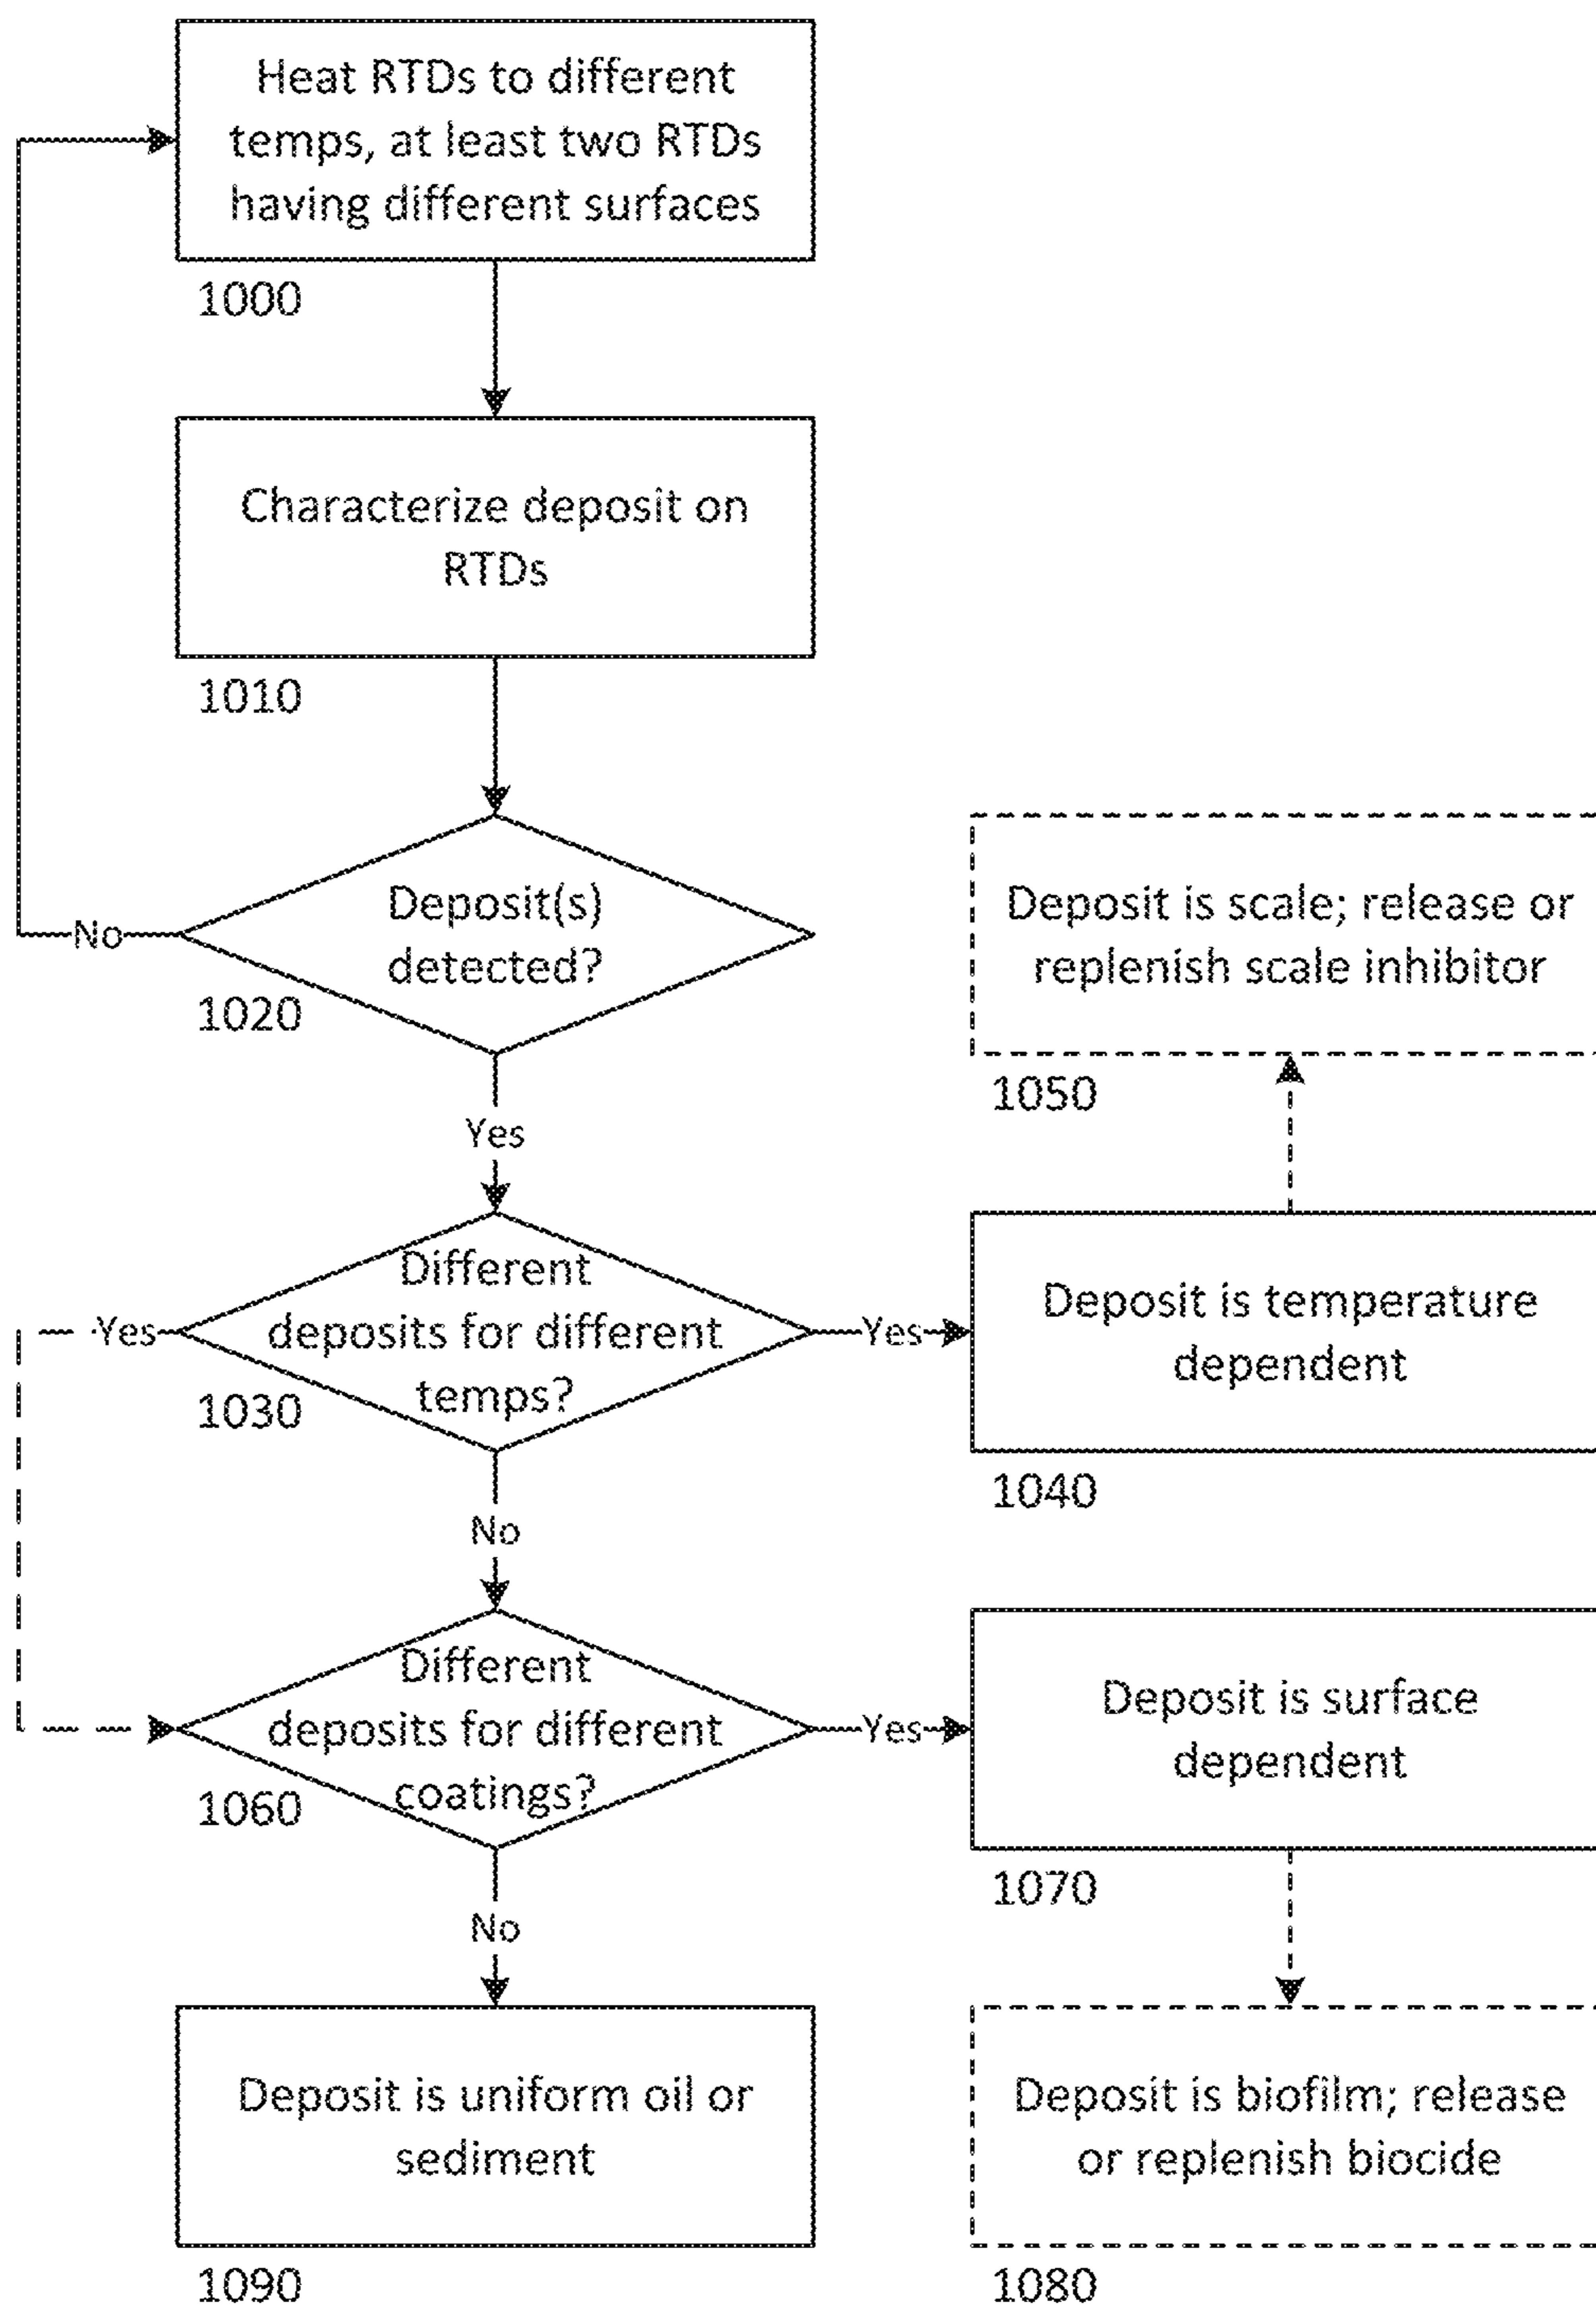 Heat RTDs to different
temps, at least two RTDs
having different surfaces
1000
Characterize deposit on
RTDs
1010
Deposit(s)
detected?
No
1020
Yes
Deposit is scale; release or
replenish scale inhibitor
1050
Different
deposits for different
temps?
Yes
Yes
1030
Deposit is temperature
dependent
1040
No
Different
deposits for different
coatings?
Yes
1060
Deposit is surface
dependent
1070
No
Deposit is uniform oil or
sediment
1090
Deposit is biofilm; release
or replenish biocide
1080